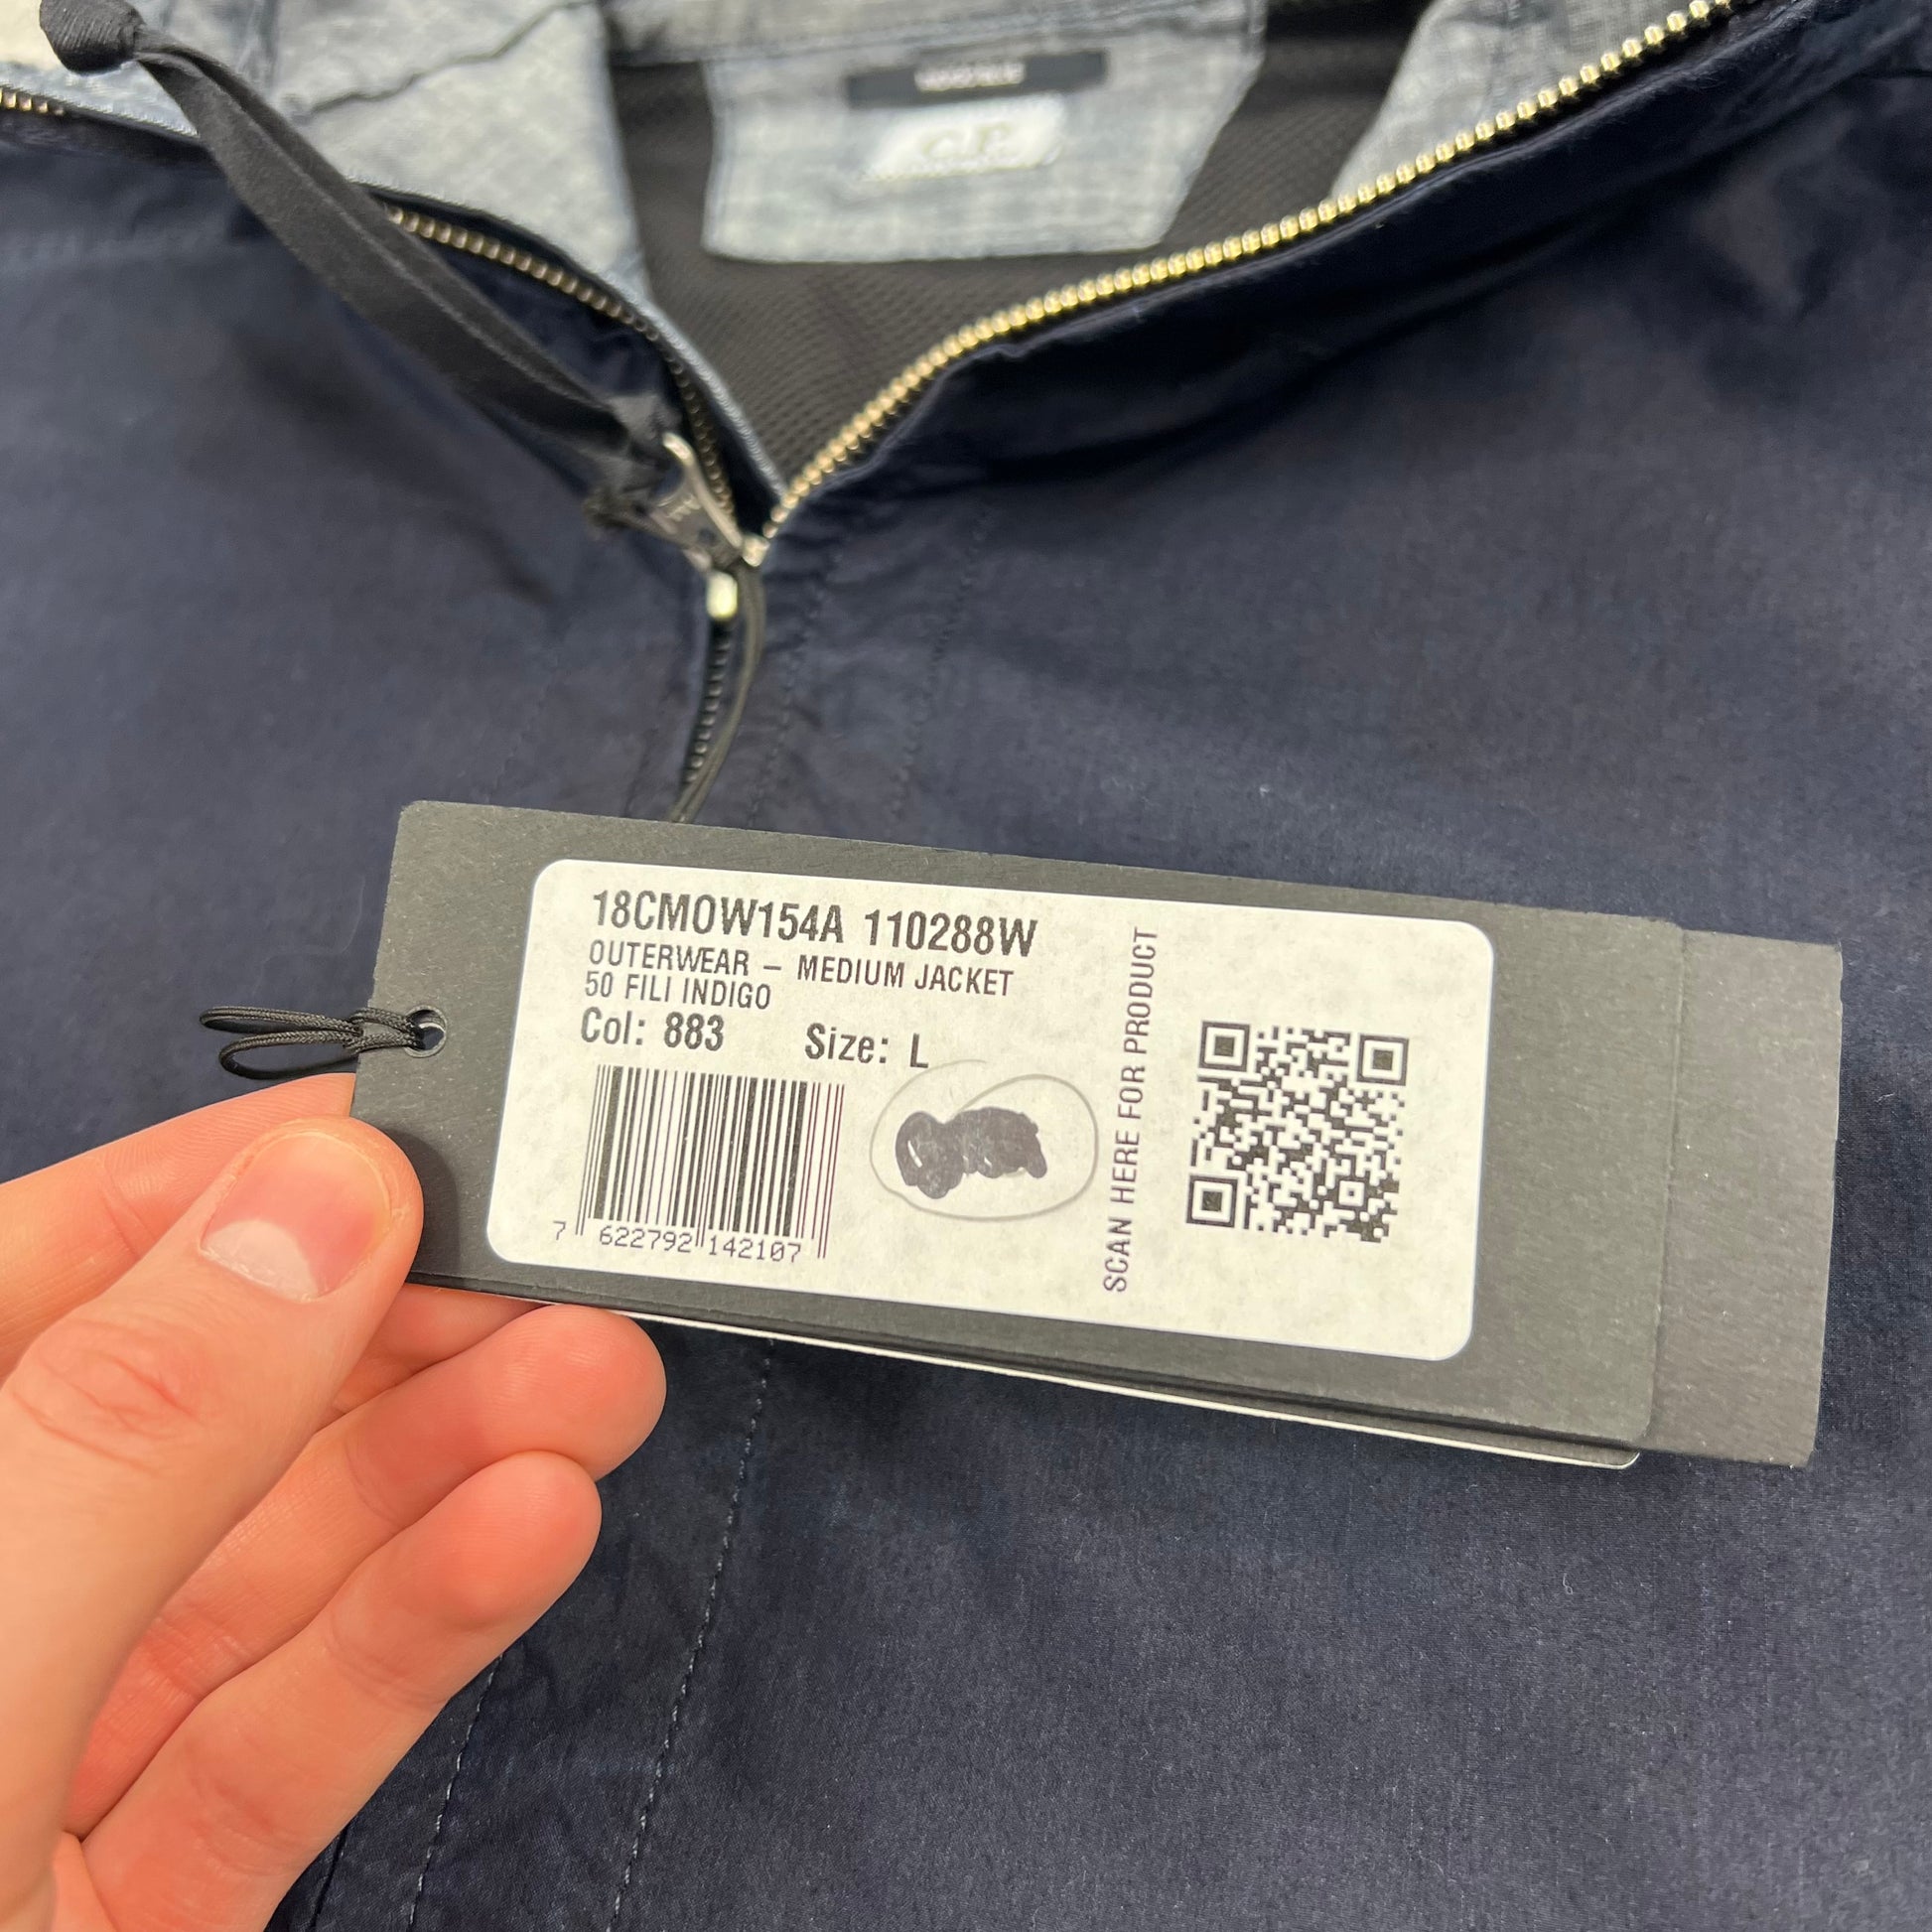 C.P.
18CMOW154A 110288W
OUTERWEAR – MEDIUM JACKET
50 FILI INDIGO
Col: 883 Size: L
7 622792 142107
SCAN HERE FOR PRODUCT